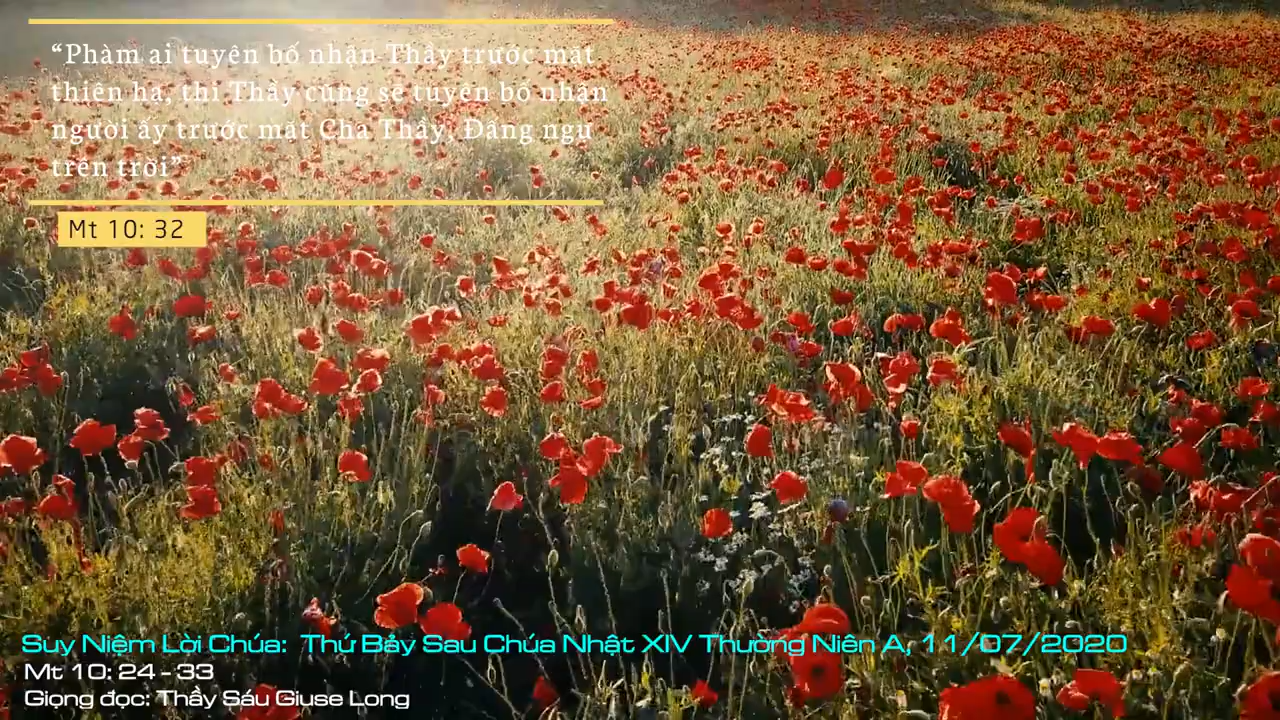 “Phàm ai tuyên bố nhận Thầy trước mặt
thiên hạ, thì Thầy cũng sẽ tuyên bố nhận
người ấy trước mặt Cha Thầy, Đấng ngự
trên trời”
Mt 10: 32
Suy Niệm Lời Chúa: Thứ Bảy Sau Chúa Nhật XIV Thường Niên A, 11/07/2020
Mt 10: 24 - 33
Giọng đọc: Thầy Sáu Giuse Long